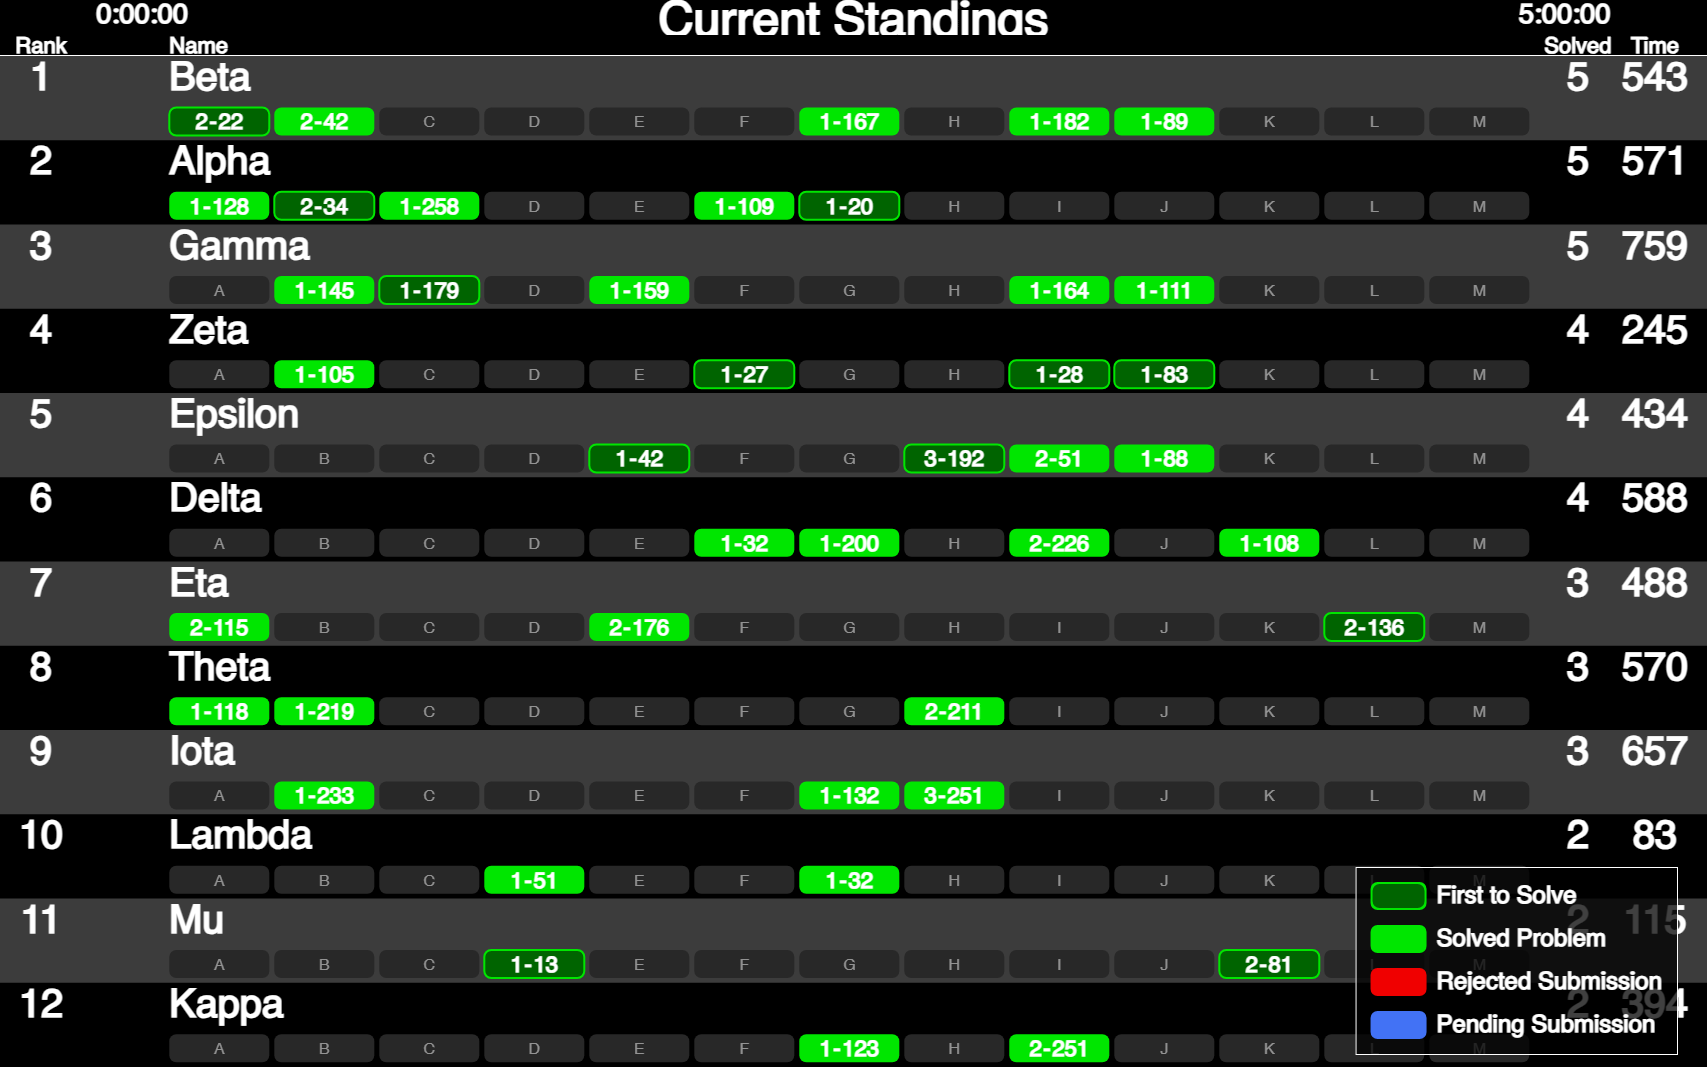 0:00:00 Current Standings 5:00:00
Rank Name Solved Time
1 Beta 5 543
2-22 2-42 C D E F 1-167 H 1-182 1-89 K L M
2 Alpha 5 571
1-128 2-34 1-258 D E 1-109 1-20 H I J K L M
3 Gamma 5 759
A 1-145 1-179 D 1-159 F G H 1-164 1-111 K L M
4 Zeta 4 245
A 1-105 C D E 1-27 G H 1-28 1-83 K L M
5 Epsilon 4 434
A B C D 1-42 F G 3-192 2-51 1-88 K L M
6 Delta 4 588
A B C D E 1-32 1-200 H 2-226 J 1-108 L M
7 Eta 3 488
2-115 B C D 2-176 F G H I J K 2-136 M
8 Theta 3 570
1-118 1-219 C D E F G 2-211 I J K L M
9 Iota 3 657
A 1-233 C D E F 1-132 3-251 I J K L M
10 Lambda 2 83
A B C 1-51 E F 1-32 H I J K L M
First to Solve
11 Mu 2 115
Solved Problem
A B C 1-13 E F G H I J 2-81 L M
Rejected Submission
12 Kappa 2 394
Pending Submission
A B C D E F 1-123 H 2-251 J K L M